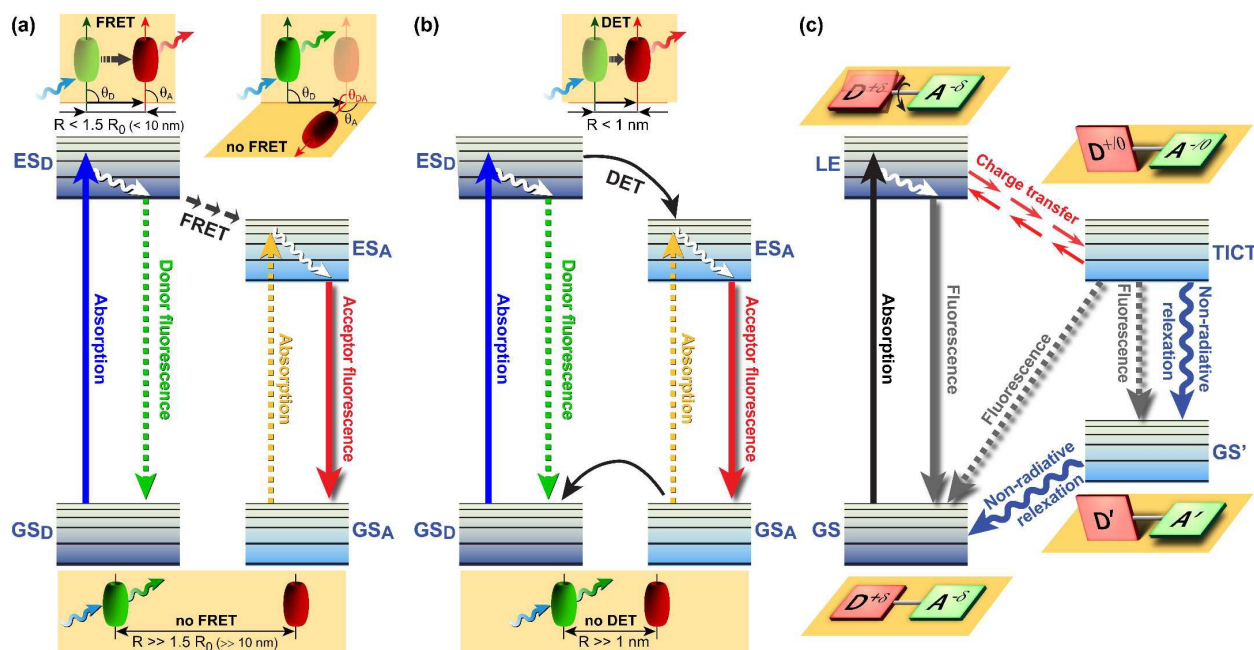 (a)
FRET
θD
θA
R < 1.5 R0 (< 10 nm)
θD
θDA
θA
no FRET
ESD
FRET
ESA
Absorption
Donor fluorescence
Absorption
Acceptor fluorescence
GSD
GSA
no FRET
R >> 1.5 R0 (>> 10 nm)
(b)
DET
R < 1 nm
ESD
DET
ESA
Absorption
Donor fluorescence
Absorption
Acceptor fluorescence
GSD
GSA
no DET
R >> 1 nm
(c)
D+δ
A-δ
D+/0
A-/0
LE
Charge transfer
TICT
Absorption
Fluorescence
Fluorescence
Fluorescence
Non-radiative
relexation
GS'
Non-radiative
relexation
GS
D'
A'
D+δ
A-δ